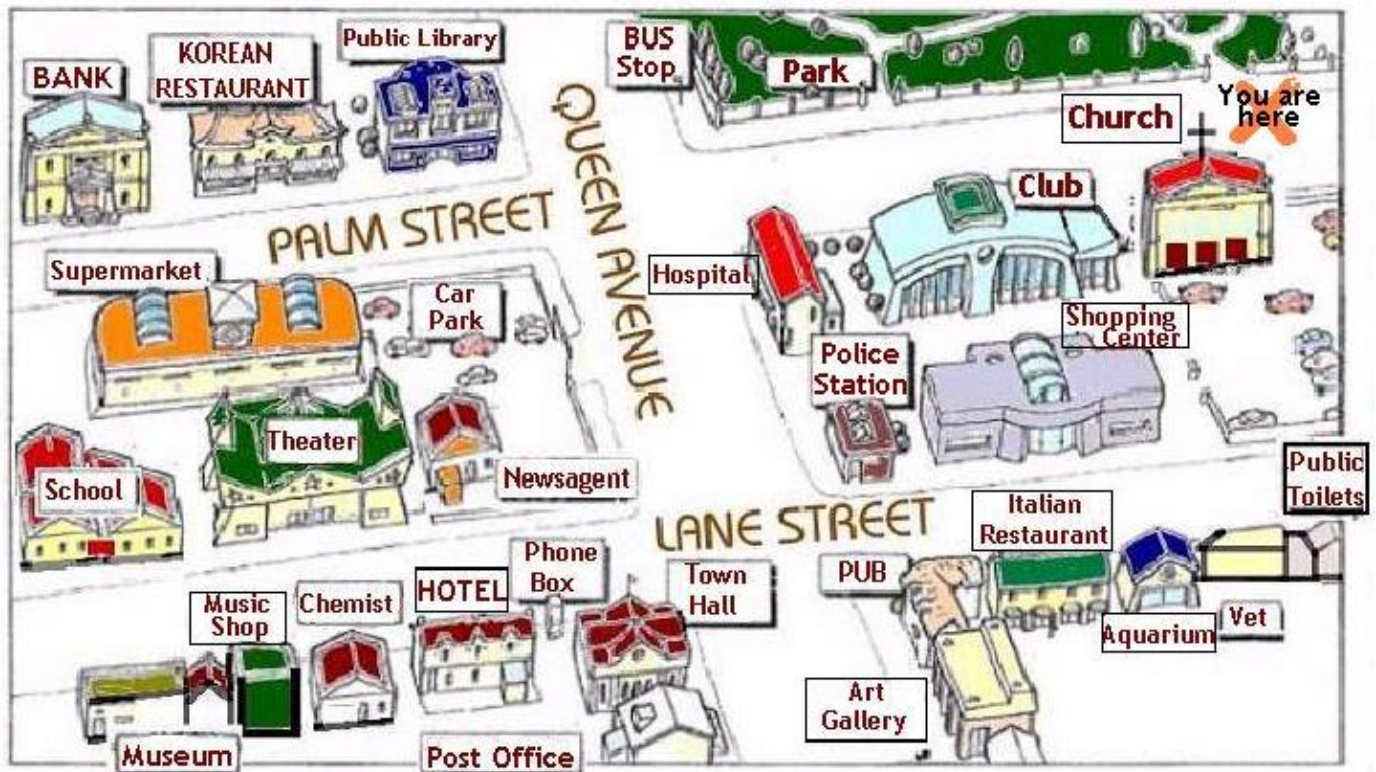 BANK
KOREAN
RESTAURANT
Public Library
BUS
Stop
Park
Church
You are
here
QUEEN AVENUE
PALM STREET
Club
Hospital
Supermarket
Car
Park
Shopping
Center
Police
Station
Theater
School
Newsagent
Public
Toilets
LANE STREET
Italian
Restaurant
Phone
Box
Town
Hall
PUB
HOTEL
Music
Shop
Chemist
Aquarium
Vet
Art
Gallery
Museum
Post Office